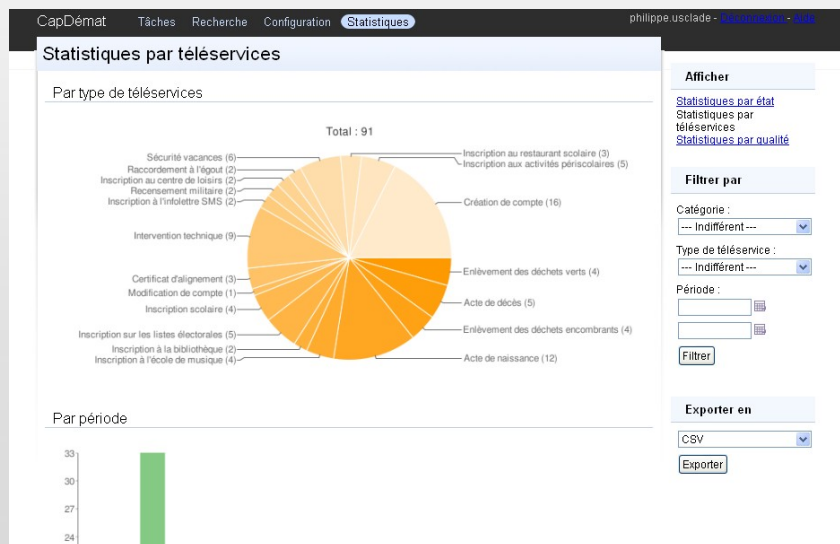 CapDémat Tâches Recherche Configuration Statistiques
philippe.usclade - Déconnexion - Aide
Statistiques par téléservices
Par type de téléservices
Total : 91
Sécurité vacances (6)
Raccordement à l'égout (2)
Inscription au centre de loisirs (2)
Recensement militaire (2)
Inscription à l'infolettre SMS (2)
Intervention technique (9)
Certificat d'alignement (3)
Modification de compte (1)
Inscription scolaire (4)
Inscription sur les listes électorales (5)
Inscription à la bibliothèque (2)
Inscription à l'école de musique (4)
Inscription au restaurant scolaire (3)
Inscription aux activités périscolaires (5)
Création de compte (16)
Enlèvement des déchets verts (4)
Acte de décès (5)
Enlèvement des déchets encombrants (4)
Acte de naissance (12)
Par période
33
30
27
24
Afficher
Statistiques par état
Statistiques par
téléservices
Statistiques par qualité
Filtrer par
Catégorie :
--- Indifférent ---
Type de téléservice :
--- Indifférent ---
Période :
Filtrer
Exporter en
CSV
Exporter